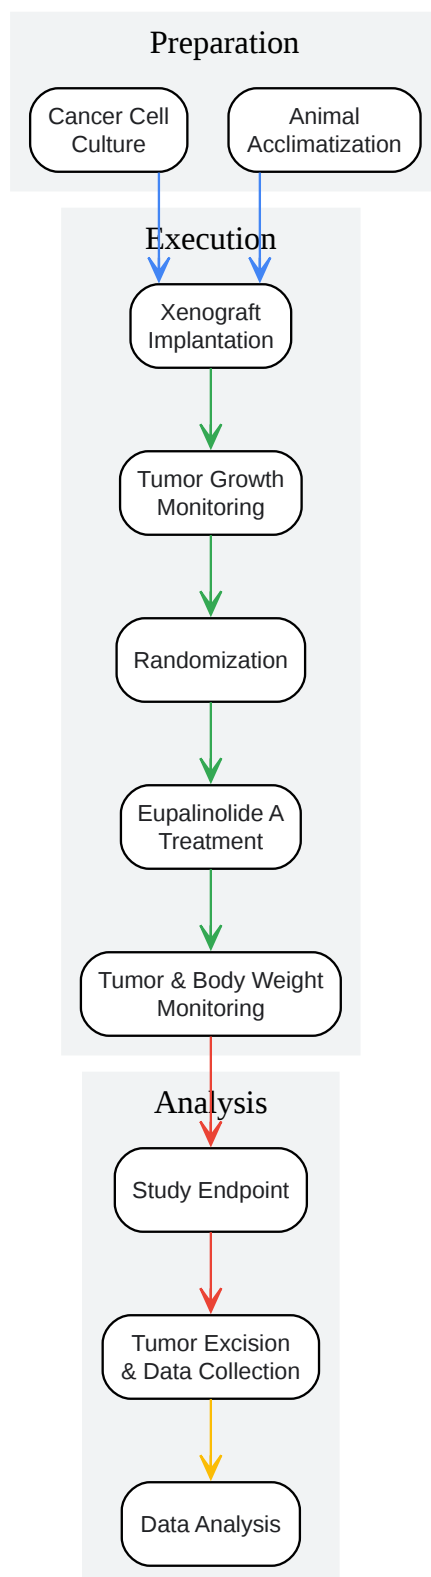 Preparation
Cancer Cell
Culture
Animal
Acclimatization
Execution
Xenograft
Implantation
Tumor Growth
Monitoring
Randomization
Eupalinolide A
Treatment
Tumor & Body Weight
Monitoring
Analysis
Study Endpoint
Tumor Excision
& Data Collection
Data Analysis